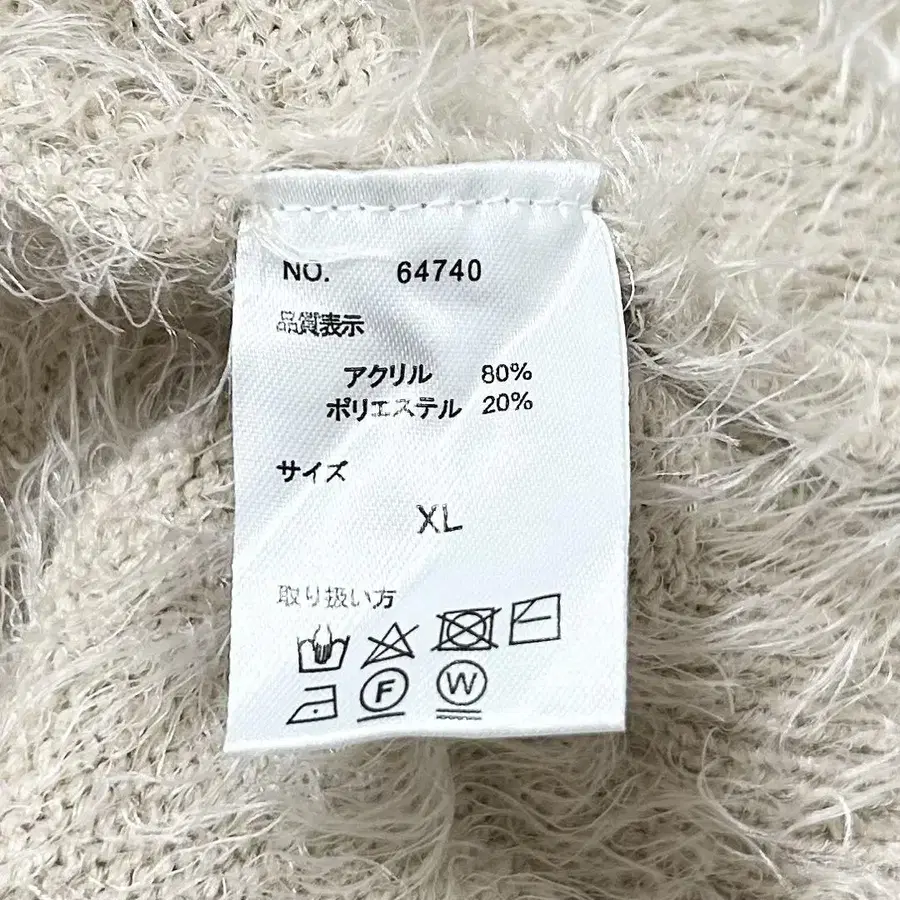 NO. 64740
品質表示
アクリル 80%
ポリエステル 20%
サイズ
XL
取り扱い方
F W